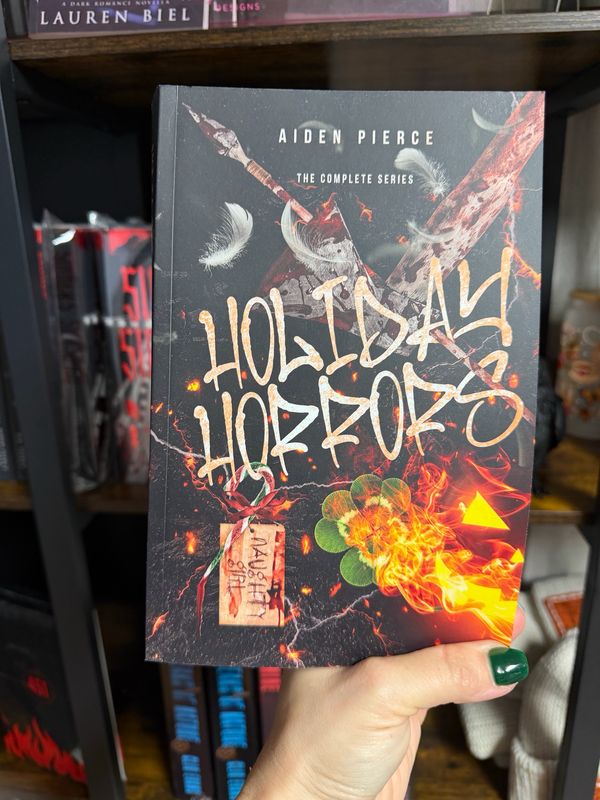 A DARK ROMANCE NOVELLA
LAUREN BIEL
DESIGNS
AIDEN PIERCE
THE COMPLETE SERIES
HOLIDAY
HORRORS
NAUGHTY
girl